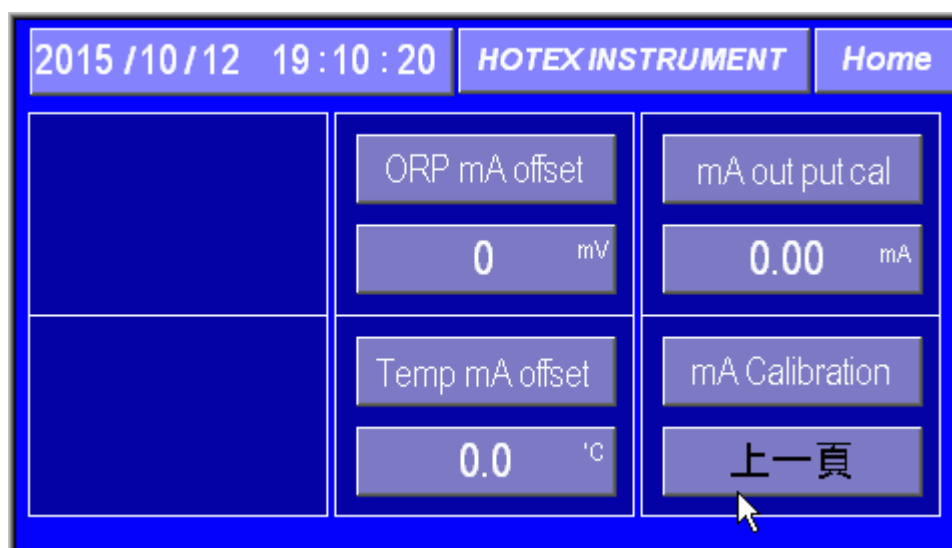 2015 /10/12 19:10:20 HOTEX INSTRUMENT Home
ORP mA offset mA out put cal
0 mV 0.00 mA
Temp mA offset mA Calibration
0.0 'C 上一頁